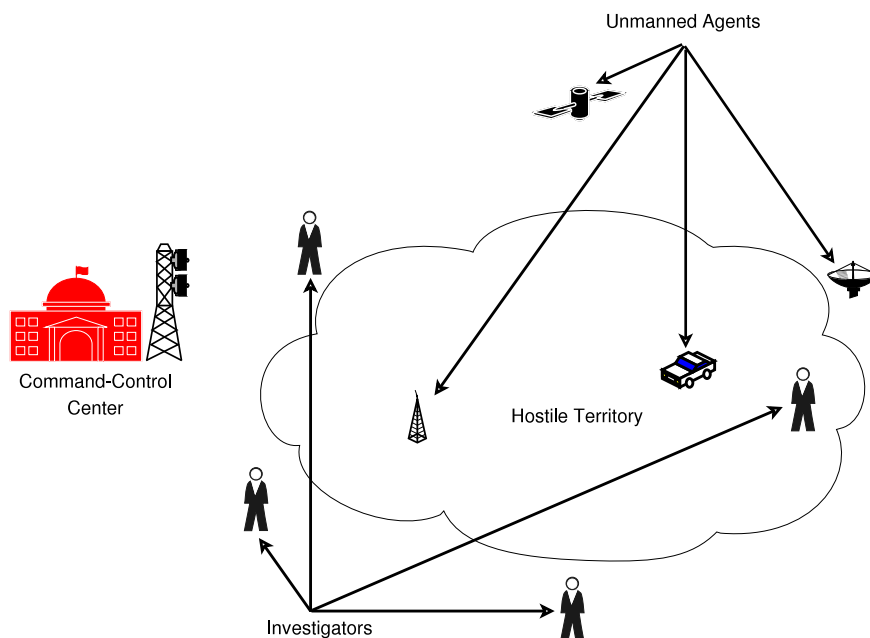 Unmanned Agents
Command-Control
Center
Hostile Territory
Investigators